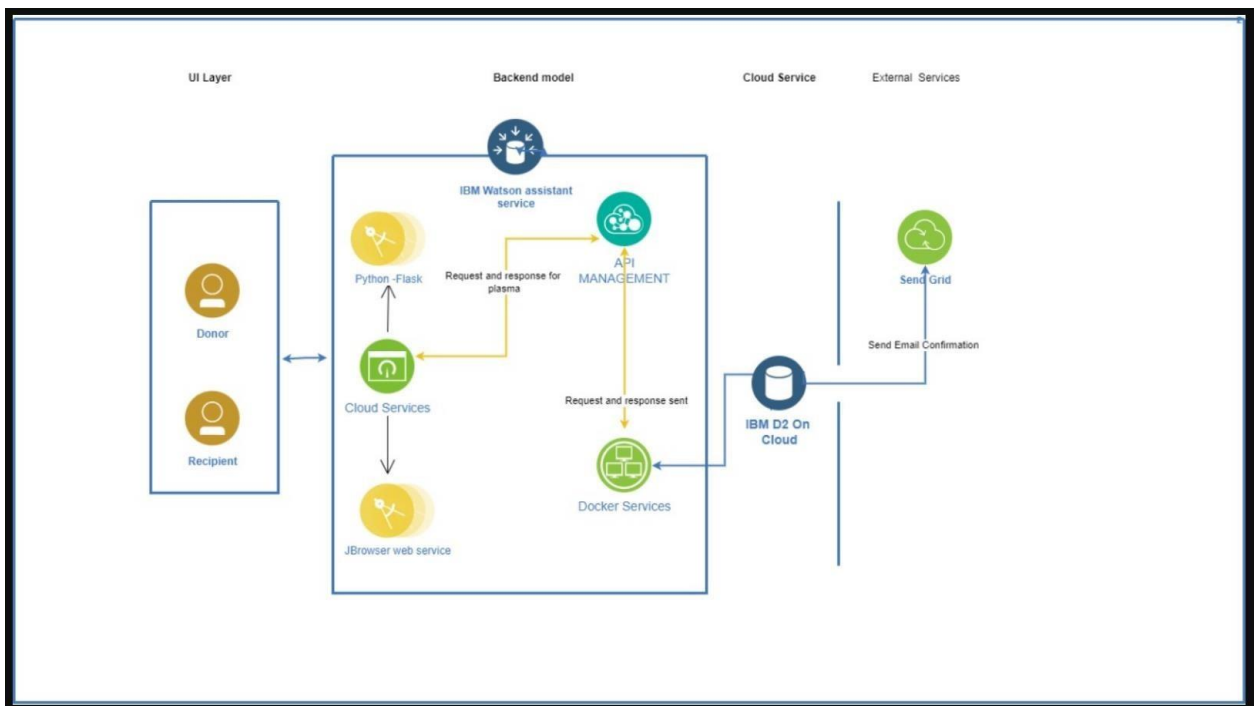 UI Layer
Backend model
Cloud Service
External Services
IBM Watson assistant
service
Python -Flask
Request and response for
plasma
API
MANAGEMENT
Send Grid
Donor
Send Email Confirmation
Cloud Services
Request and response sent
IBM D2 On
Cloud
Recipient
Docker Services
JBrowser web service